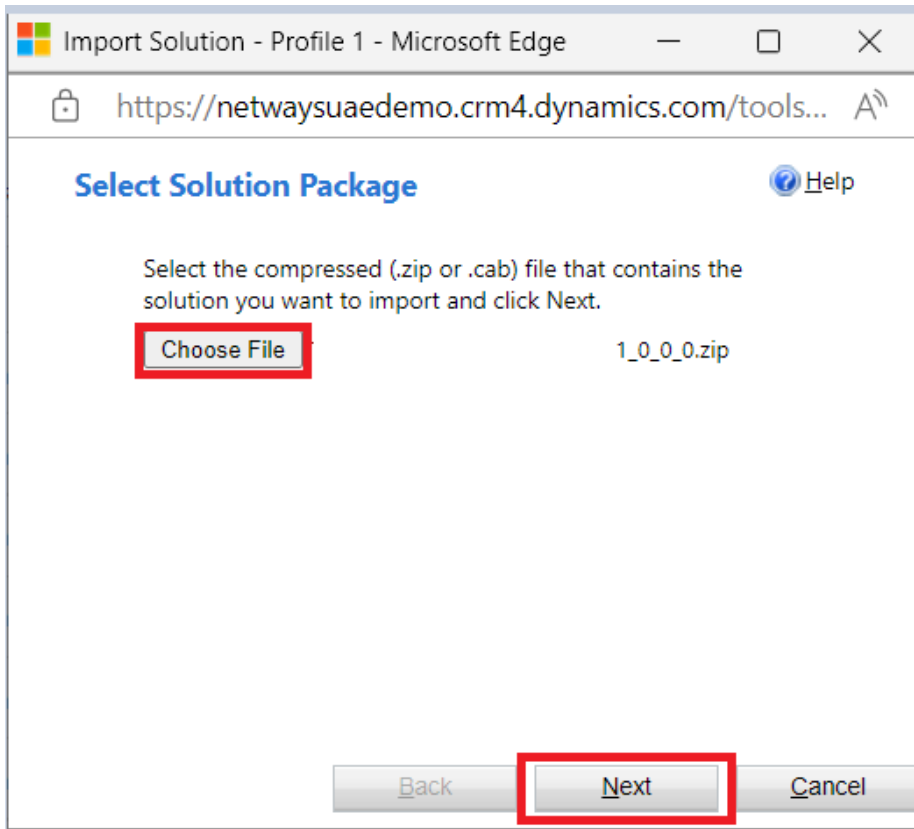 Import Solution - Profile 1 - Microsoft Edge
https://netwaysuaedemo.crm4.dynamics.com/tools... A
Select Solution Package
Help
Select the compressed (.zip or .cab) file that contains the
solution you want to import and click Next.
Choose File 1_0_0_0.zip
Back Next Cancel